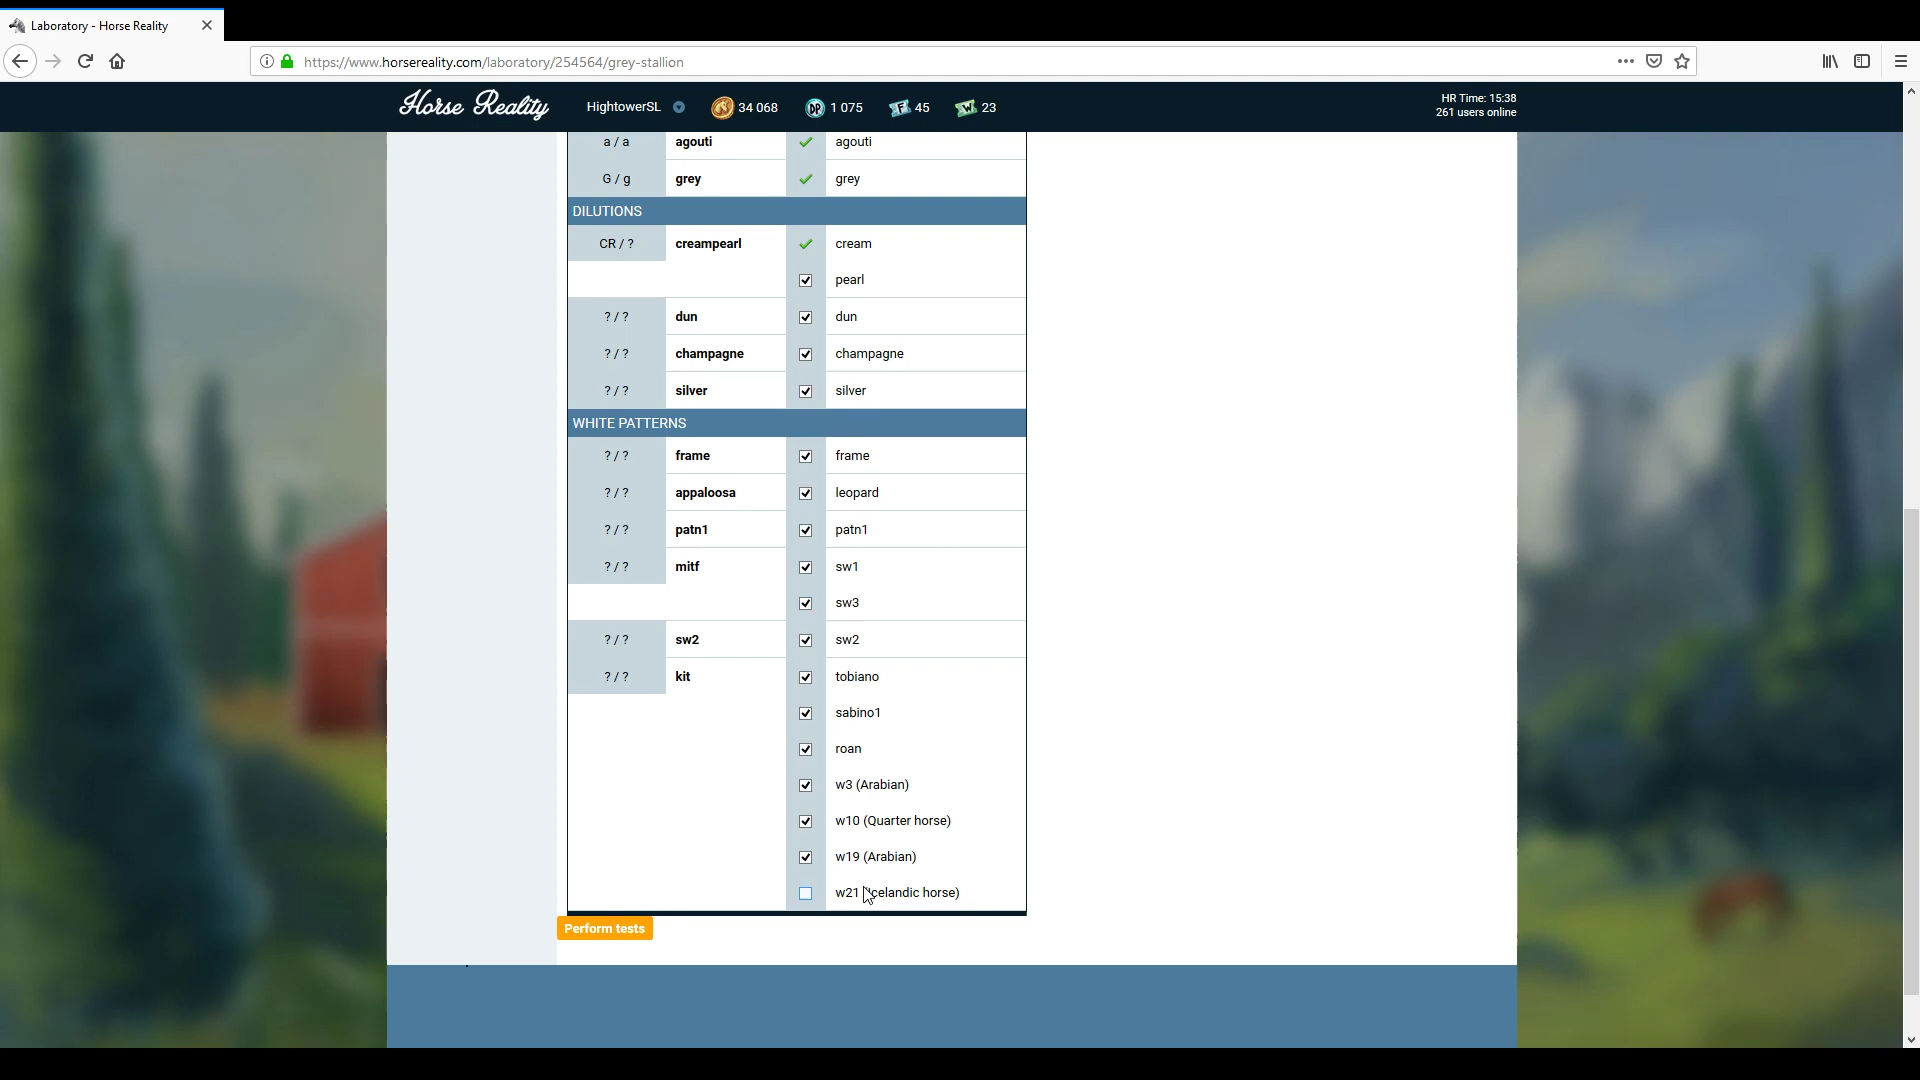 Laboratory - Horse Reality
https://www.horsereality.com/laboratory/254564/grey-stallion
Horse Reality HightowerSL 34 068 DP 1 075 F 45 W 23 HR Time: 15:38
261 users online
a / a agouti agouti
G / g grey grey
DILUTIONS
CR / ? creampearl cream
pearl
? / ? dun dun
? / ? champagne champagne
? / ? silver silver
WHITE PATTERNS
? / ? frame frame
? / ? appaloosa leopard
? / ? patn1 patn1
? / ? mitf sw1
sw3
? / ? sw2 sw2
? / ? kit tobiano
sabino1
roan
w3 (Arabian)
w10 (Quarter horse)
w19 (Arabian)
w21 (Icelandic horse)
Perform tests